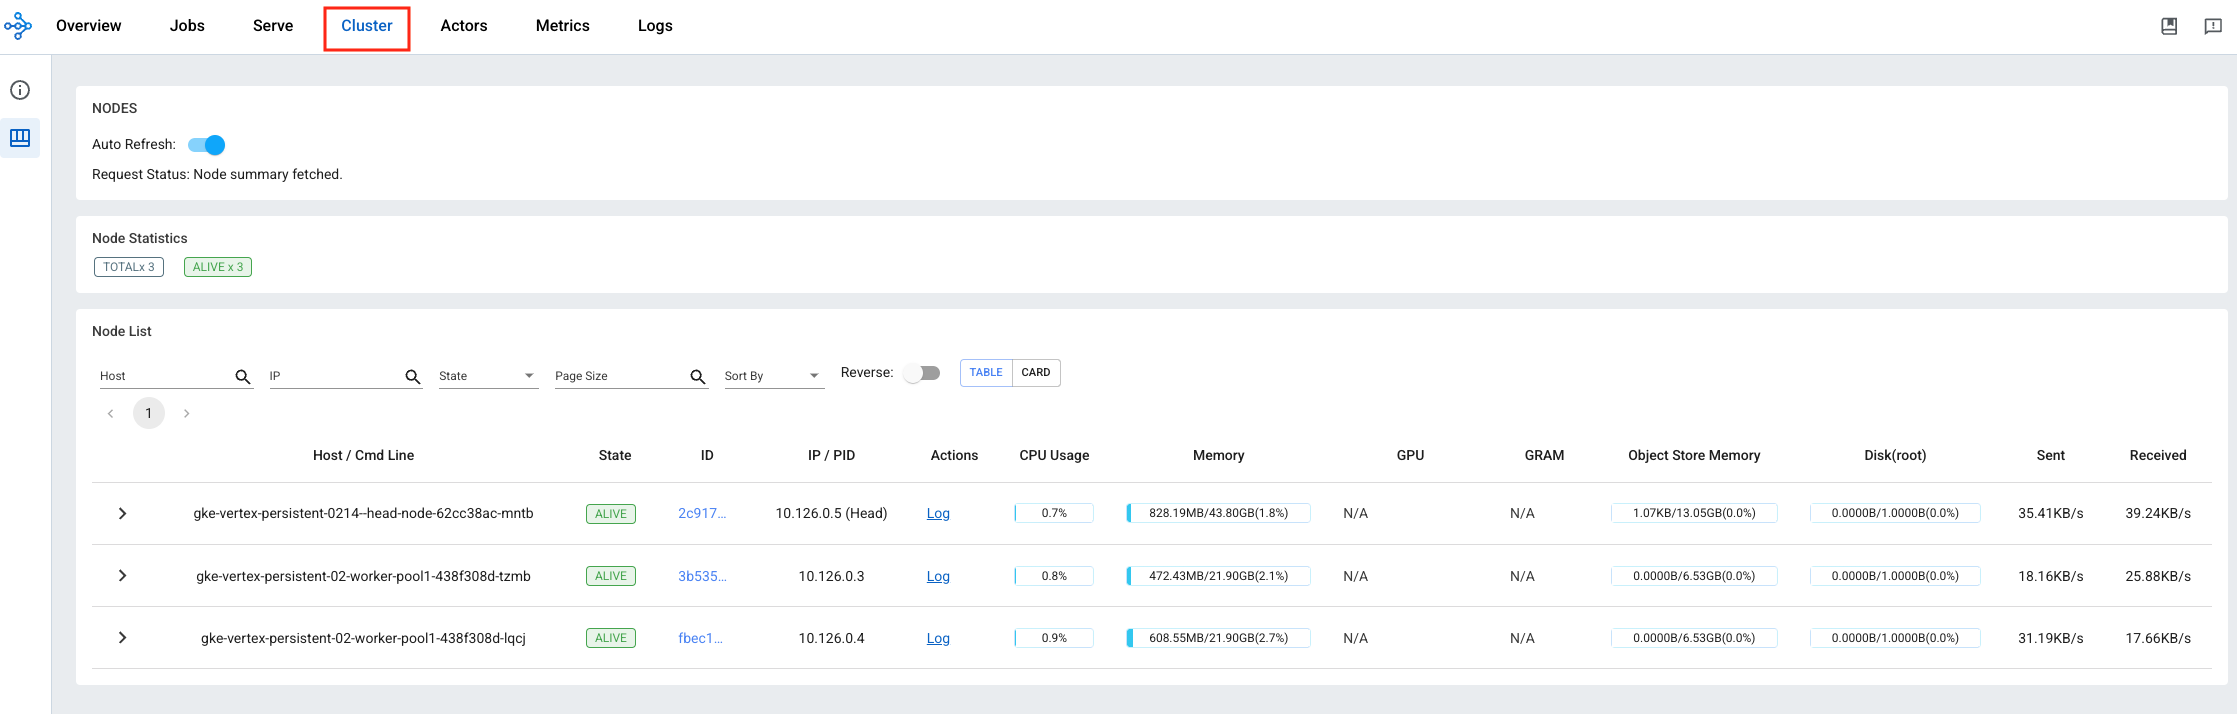 Overview Jobs Serve Cluster Actors Metrics Logs
NODES
Auto Refresh:
Request Status: Node summary fetched.
Node Statistics
TOTALx 3 ALIVE x 3
Node List
Host IP State Page Size Sort By Reverse: TABLE CARD
1
Host / Cmd Line State ID IP / PID Actions CPU Usage Memory GPU GRAM Object Store Memory Disk(root) Sent Received
gke-vertex-persistent-0214--head-node-62cc38ac-mntb ALIVE 2c917... 10.126.0.5 (Head) Log 0.7% 828.19MB/43.80GB(1.8%) N/A N/A 1.07KB/13.05GB(0.0%) 0.0000B/1.0000B(0.0%) 35.41KB/s 39.24KB/s
gke-vertex-persistent-02-worker-pool1-438f308d-tzmb ALIVE 3b535... 10.126.0.3 Log 0.8% 472.43MB/21.90GB(2.1%) N/A N/A 0.0000B/6.53GB(0.0%) 0.0000B/1.0000B(0.0%) 18.16KB/s 25.88KB/s
gke-vertex-persistent-02-worker-pool1-438f308d-lqcj ALIVE fbec1... 10.126.0.4 Log 0.9% 608.55MB/21.90GB(2.7%) N/A N/A 0.0000B/6.53GB(0.0%) 0.0000B/1.0000B(0.0%) 31.19KB/s 17.66KB/s